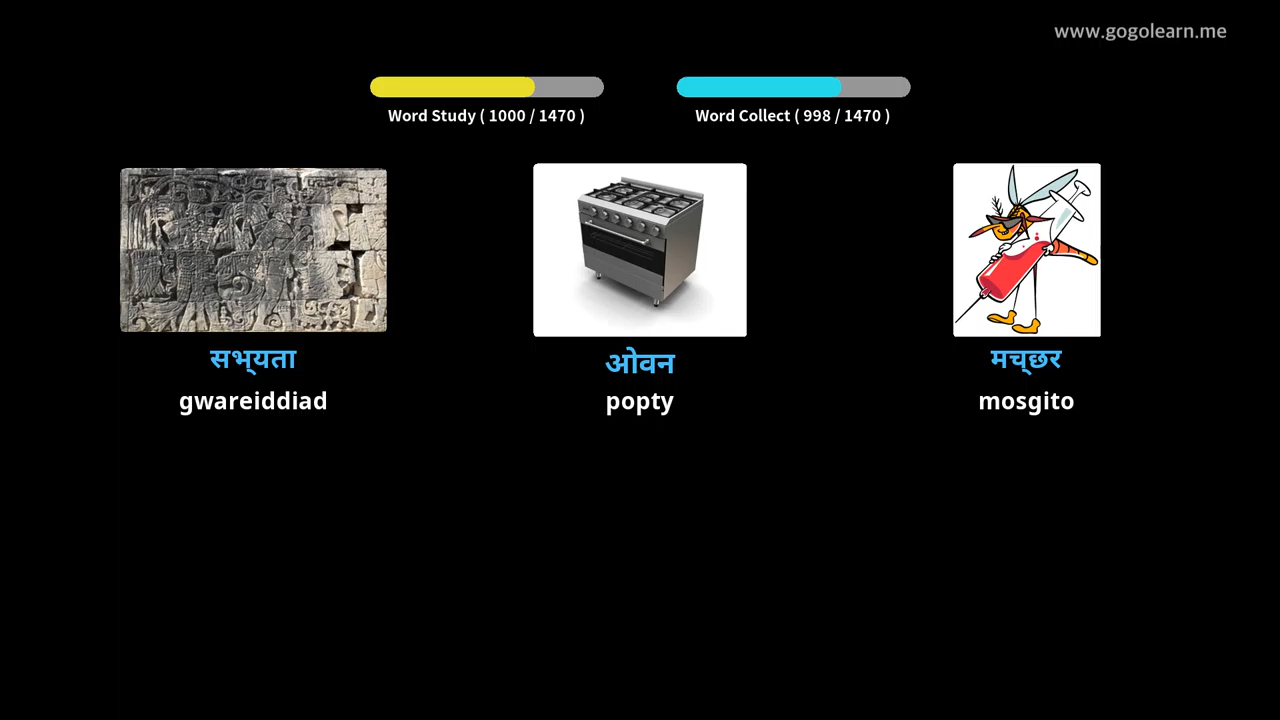 www.gogolearn.me
Word Study ( 1000 / 1470 )
Word Collect ( 998 / 1470 )
सभ्यता
ओवन
मच्छर
gwareiddiad
popty
mosgito